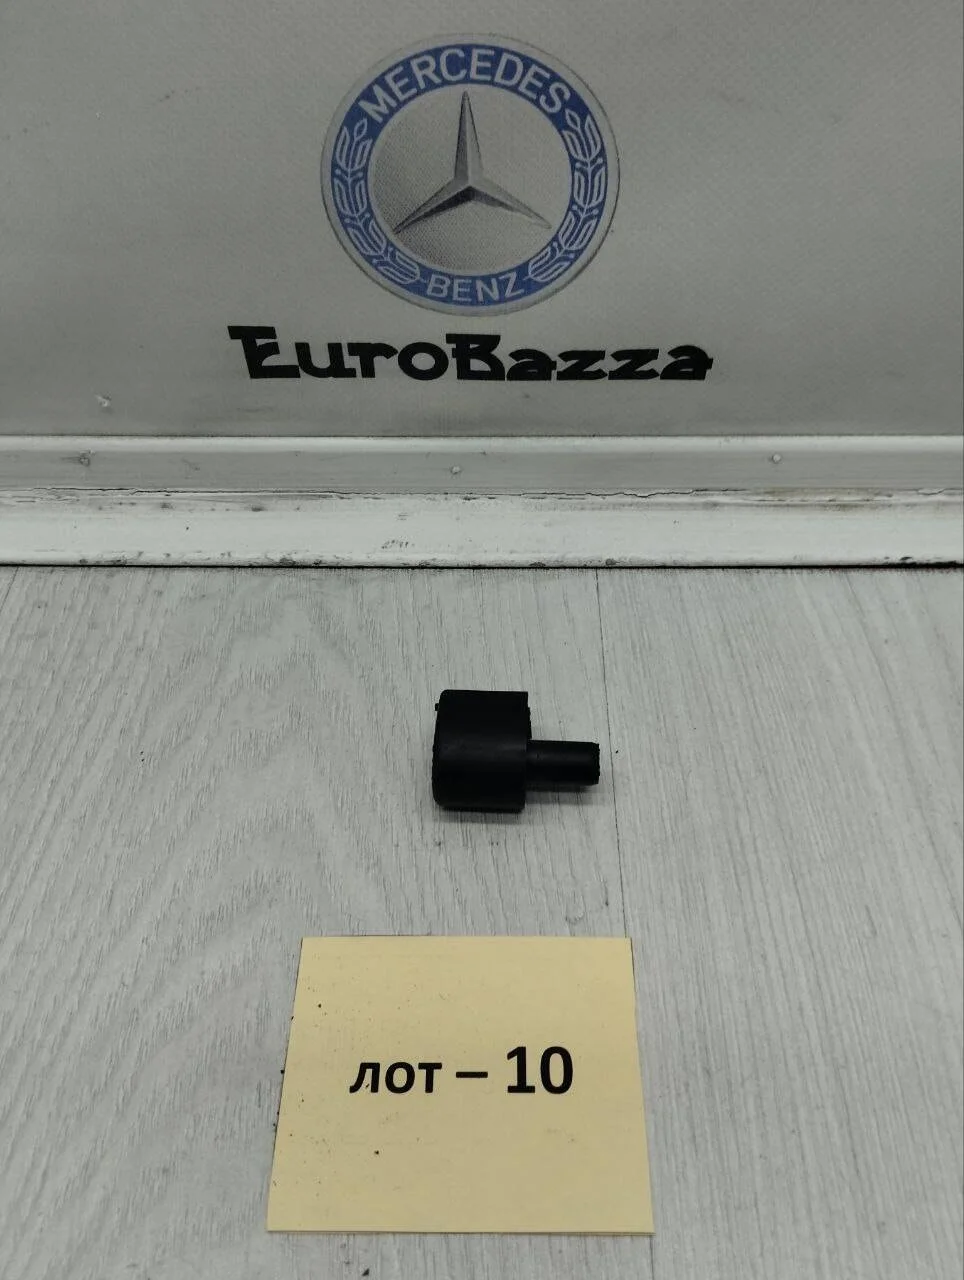 MERCEDES
BENZ
EuroBazza
лот – 10